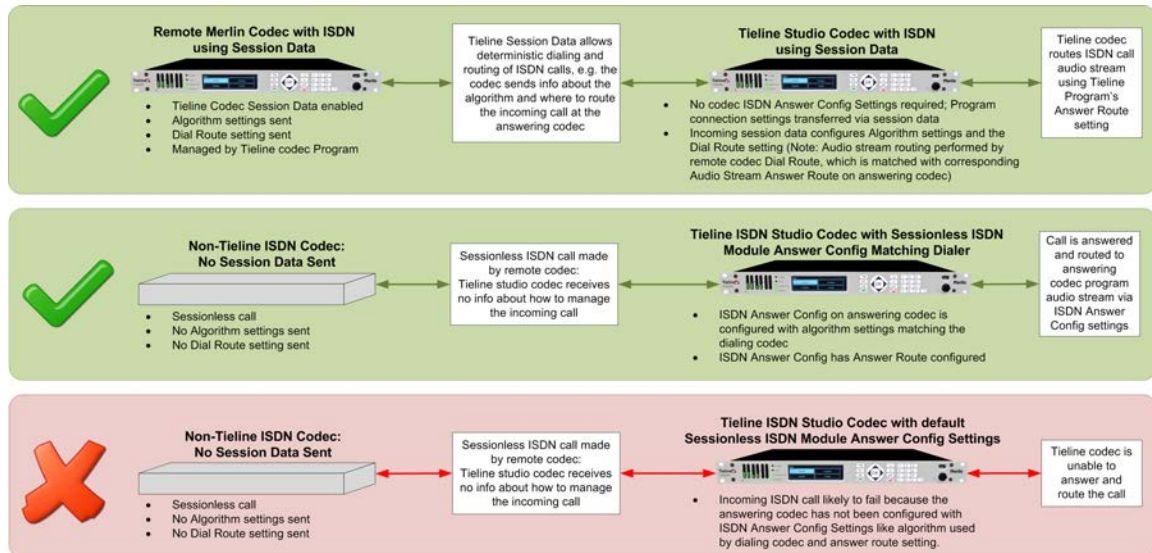 Remote Merlin Codec with ISDN
using Session Data
Tieline Codec Session Data enabled
Algorithm settings sent
Dial Route setting sent
Managed by Tieline codec Program
Tieline Session Data allows
deterministic dialing and
routing of ISDN calls, e.g. the
codec sends info about the
algorithm and where to route
the incoming call at the
answering codec
Tieline Studio Codec with ISDN
using Session Data
No codec ISDN Answer Config Settings required; Program
connection settings transferred via session data
Incoming session data configures Algorithm settings and the
Dial Route setting (Note: Audio stream routing performed by
remote codec Dial Route, which is matched with corresponding
Audio Stream Answer Route on answering codec)
Tieline codec
routes ISDN call
audio stream
using Tieline
Program's
Answer Route
setting
Non-Tieline ISDN Codec:
No Session Data Sent
Sessionless call
No Algorithm settings sent
No Dial Route setting sent
Sessionless ISDN call made
by remote codec:
Tieline studio codec receives
no info about how to manage
the incoming call
Tieline ISDN Studio Codec with Sessionless ISDN
Module Answer Config Matching Dialer
ISDN Answer Config on answering codec is
configured with algorithm settings matching the
dialing codec
ISDN Answer Config has Answer Route configured
Call is answered
and routed to
answering
codec program
audio stream via
ISDN Answer
Config settings
Non-Tieline ISDN Codec:
No Session Data Sent
Sessionless call
No Algorithm settings sent
No Dial Route setting sent
Sessionless ISDN call made
by remote codec:
Tieline studio codec receives
no info about how to manage
the incoming call
Tieline ISDN Studio Codec with default
Sessionless ISDN Module Answer Config Settings
Incoming ISDN call likely to fail because the
answering codec has not been configured with
ISDN Answer Config Settings like algorithm used
by dialing codec and answer route setting.
Tieline codec is
unable to
answer and
route the call